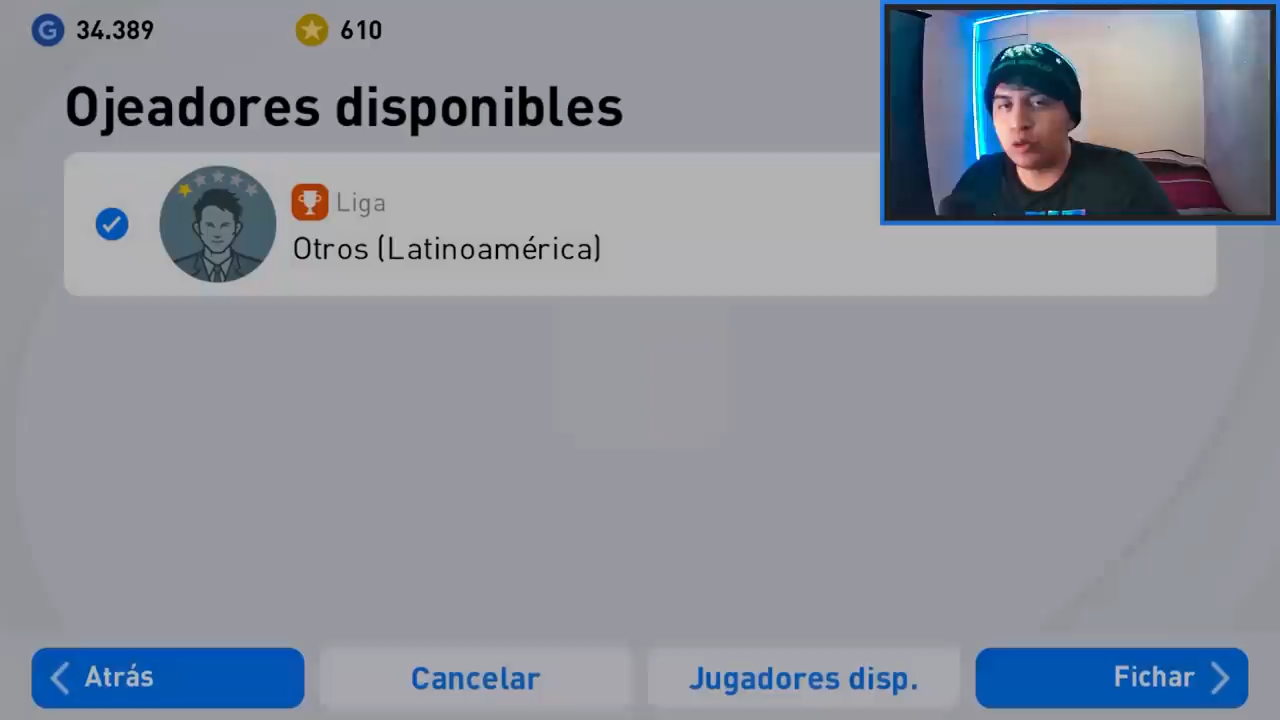 G 34.389
610
Ojeadores disponibles
Liga
Otros (Latinoamérica)
Atrás
Cancelar
Jugadores disp.
Fichar